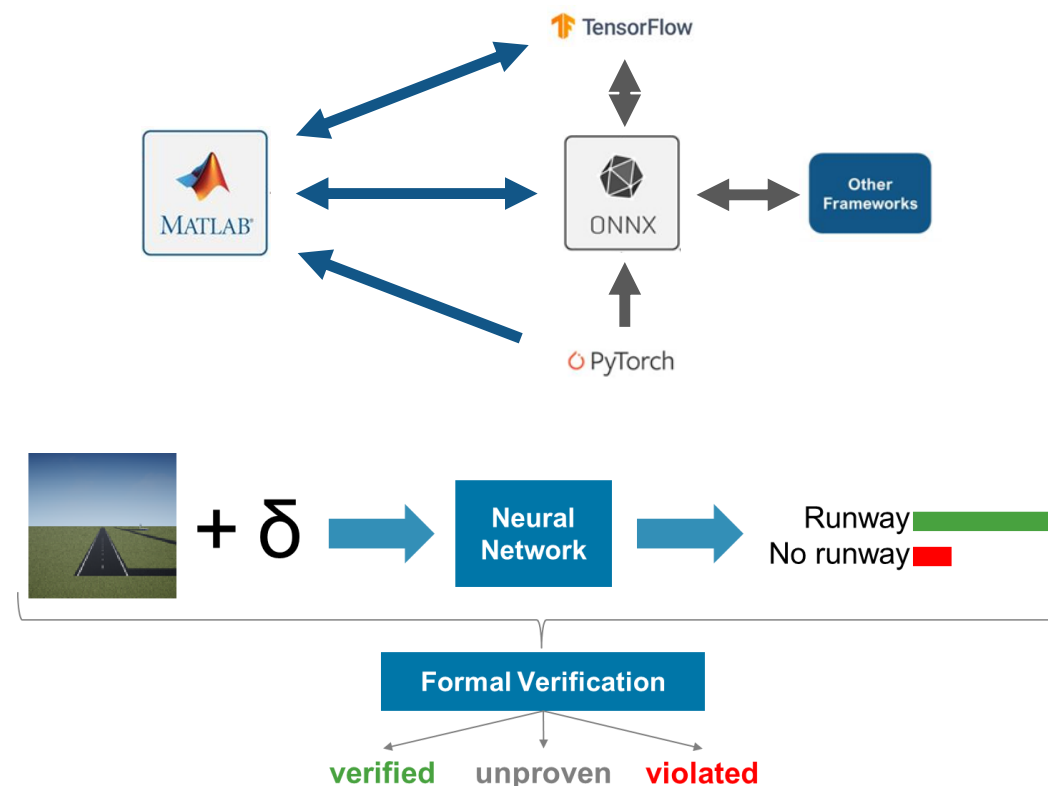 TensorFlow
MATLAB®
ONNX
Other
Frameworks
PyTorch
+ δ
Neural
Network
Runway
No runway
Formal Verification
verified unproven violated